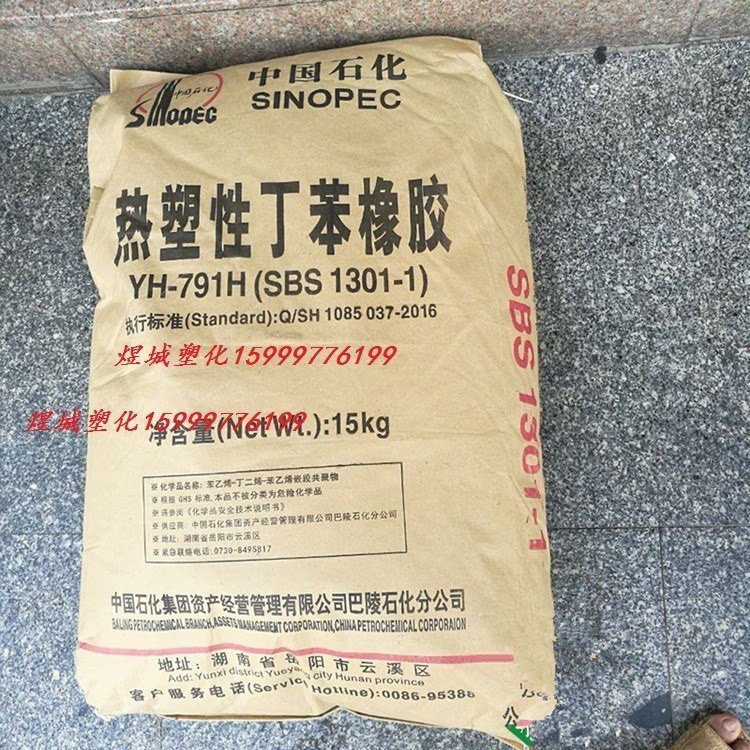 中国石化
SINOPEC
中国石化
SINOPEC
热塑性丁苯橡胶
YH-791H (SBS 1301-1)
执行标准(Standard):Q/SH 1085 037-2016
煜城塑化15999776199
煜城塑化15999776199
净含量(Net Wt.):15kg
※ 化学品名称: 苯乙烯-丁二烯-苯乙烯嵌段共聚物
※ 根据 GHS 标准,本品不被分类为危险化学品
※ 请参阅《化学品安全技术说明书》
※ 供应商: 中国石化集团资产经营管理有限公司巴陵石化分公司
※ 地址: 湖南省岳阳市云溪区
※ 紧急联络电话:0730-8495817
中国石化集团资产经营管理有限公司巴陵石化分公司
BALING PETROCHEMICAL BRANCH, ASSETS MANAGEMENT CORPORATION, CHINA PETROCHEMICAL CORPORAION
地址: 湖南省岳阳市云溪区
Add: Yunxi district Yueyang city Hunan province
客户服务电话(Service Hotline):0086-95388
SBS 1301-1
公